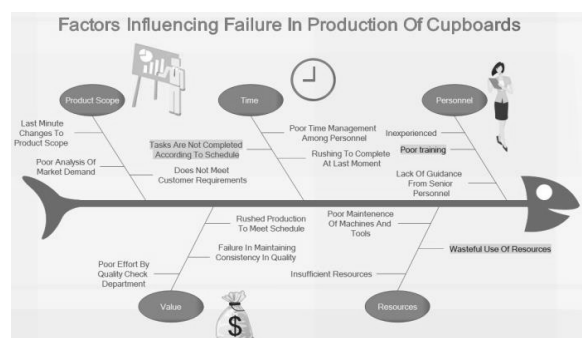 Factors Influencing Failure In Production Of Cupboards
Product Scope
Time
Personnel
Last Minute
Changes To
Product Scope
Poor Analysis Of
Market Demand
Does Not Meet
Customer Requirements
Tasks Are Not Completed
According To Schedule
Poor Time Management
Among Personnel
Rushing To Complete
At Last Moment
Inexperienced
Poor training
Lack Of Guidance
From Senior
Personnel
Rushed Production
To Meet Schedule
Failure In Maintaining
Consistency In Quality
Poor Effort By
Quality Check
Department
Poor Maintenence
Of Machines And
Tools
Wasteful Use Of Resources
Insufficient Resources
Value
$
Resources